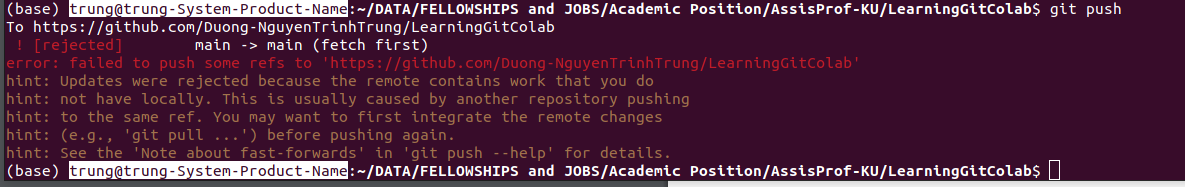 (base) trung@trung-System-Product-Name:~/DATA/FELLOWSHIPS and JOBS/Academic Position/AssisProf-KU/LearningGitColab$ git push
To https://github.com/Duong-NguyenTrinhTrung/LearningGitColab
 ! [rejected]        main -> main (fetch first)
error: failed to push some refs to 'https://github.com/Duong-NguyenTrinhTrung/LearningGitColab'
hint: Updates were rejected because the remote contains work that you do
hint: not have locally. This is usually caused by another repository pushing
hint: to the same ref. You may want to first integrate the remote changes
hint: (e.g., 'git pull ...') before pushing again.
hint: See the 'Note about fast-forwards' in 'git push --help' for details.
(base) trung@trung-System-Product-Name:~/DATA/FELLOWSHIPS and JOBS/Academic Position/AssisProf-KU/LearningGitColab$